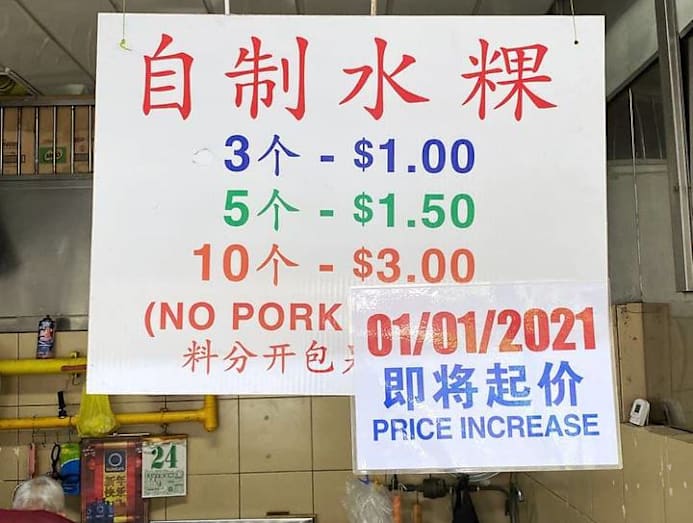 自制水粿
3个 - $1.00
5个 - $1.50
10个 - $3.00
(NO PORK
料分开包
01/01/2021
即将起价
PRICE INCREASE
24